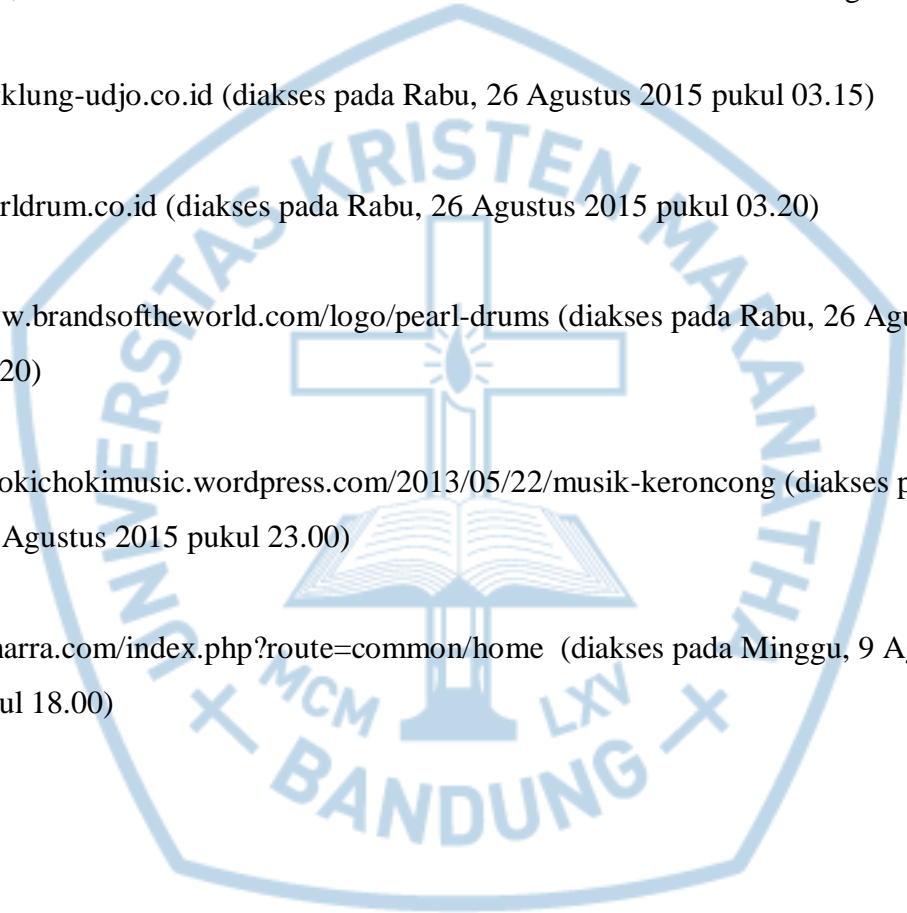 klung-udjo.co.id (diakses pada Rabu, 26 Agustus 2015 pukul 03.15)
rldrum.co.id (diakses pada Rabu, 26 Agustus 2015 pukul 03.20)
w.brandsoftheworld.com/logo/pearl-drums (diakses pada Rabu, 26 Agu
20)
okichokimusic.wordpress.com/2013/05/22/musik-keroncong (diakses p
Agustus 2015 pukul 23.00)
arra.com/index.php?route=common/home (diakses pada Minggu, 9 A
ul 18.00)
UNIVERSITAS KRISTEN MARANATHA
MCM LXV
BANDUNG